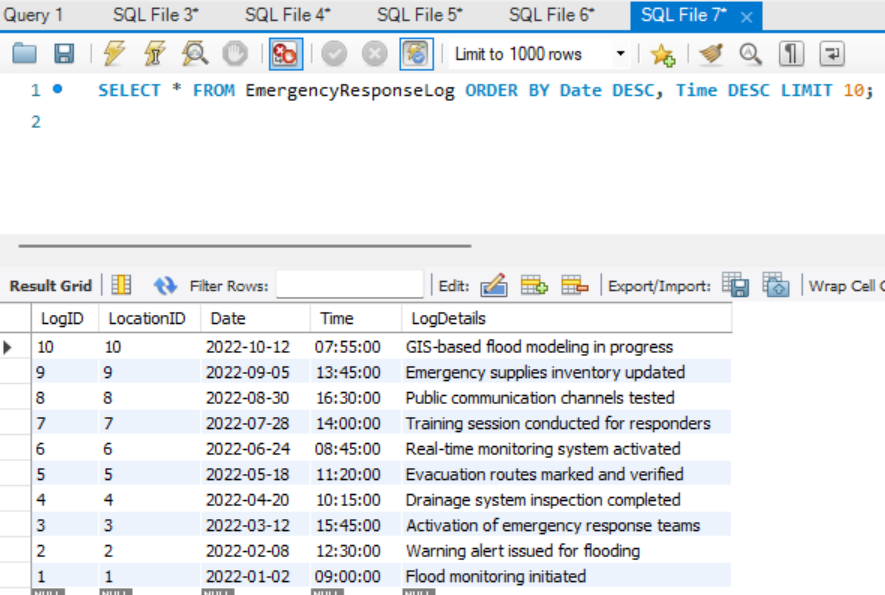 Query 1 SQL File 3* SQL File 4* SQL File 5* SQL File 6* SQL File 7*
Limit to 1000 rows
1 SELECT * FROM EmergencyResponseLog ORDER BY Date DESC, Time DESC LIMIT 10;
2
Result Grid Filter Rows: Edit: Export/Import: Wrap Cell C
LogID LocationID Date Time LogDetails
10 10 2022-10-12 07:55:00 GIS-based flood modeling in progress
9 9 2022-09-05 13:45:00 Emergency supplies inventory updated
8 8 2022-08-30 16:30:00 Public communication channels tested
7 7 2022-07-28 14:00:00 Training session conducted for responders
6 6 2022-06-24 08:45:00 Real-time monitoring system activated
5 5 2022-05-18 11:20:00 Evacuation routes marked and verified
4 4 2022-04-20 10:15:00 Drainage system inspection completed
3 3 2022-03-12 15:45:00 Activation of emergency response teams
2 2 2022-02-08 12:30:00 Warning alert issued for flooding
1 1 2022-01-02 09:00:00 Flood monitoring initiated
NULL NULL NULL NULL NULL